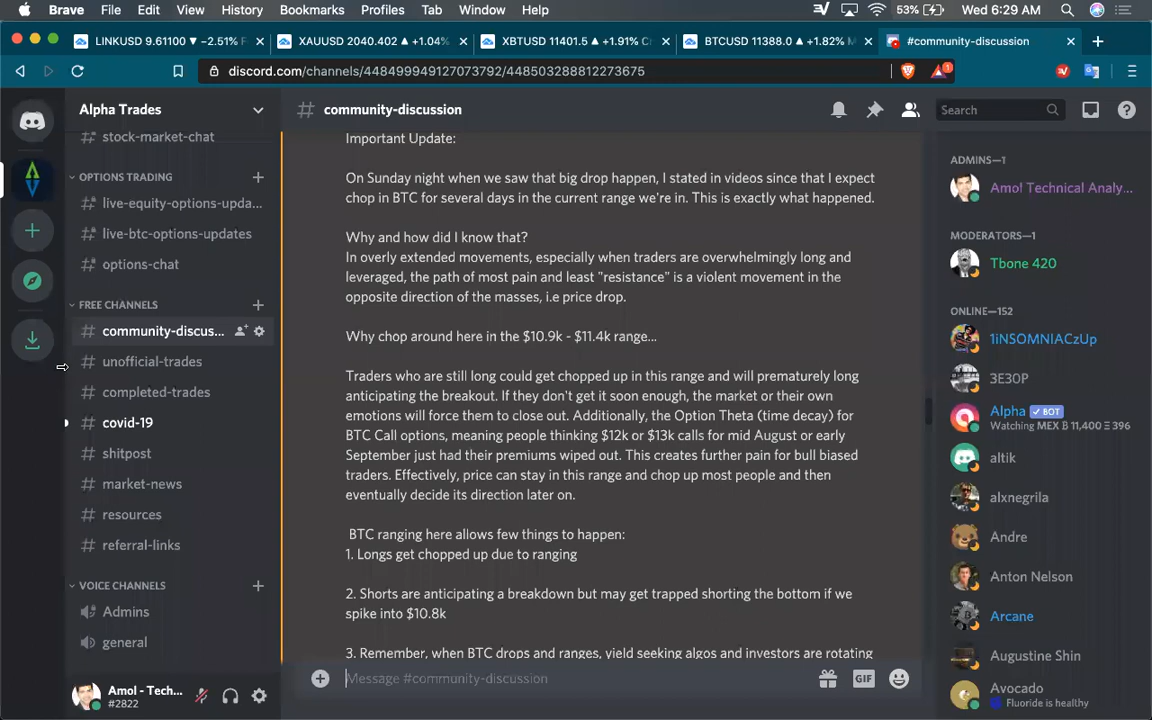 Brave File Edit View History Bookmarks Profiles Tab Window Help 53% Wed 6:29 AM
LINKUSD 9.61100 ▼ −2.51% F
XAUUSD 2040.402 ▲ +1.04%
XBTUSD 11401.5 ▲ +1.91% C
BTCUSD 11388.0 ▲ +1.82% M
#community-discussion
discord.com/channels/448499949127073792/448503288812273675
1
Alpha Trades
# community-discussion
Search
# stock-market-chat
OPTIONS TRADING
# live-equity-options-upda...
# live-btc-options-updates
# options-chat
FREE CHANNELS
# community-discus...
# unofficial-trades
# completed-trades
# covid-19
# shitpost
# market-news
# resources
# referral-links
VOICE CHANNELS
Admins
general
Amol - Tech...
#2822
Important Update:
On Sunday night when we saw that big drop happen, I stated in videos since that I expect
chop in BTC for several days in the current range we're in. This is exactly what happened.
Why and how did I know that?
In overly extended movements, especially when traders are overwhelmingly long and
leveraged, the path of most pain and least "resistance" is a violent movement in the
opposite direction of the masses, i.e price drop.
Why chop around here in the $10.9k - $11.4k range...
Traders who are still long could get chopped up in this range and will prematurely long
anticipating the breakout. If they don't get it soon enough, the market or their own
emotions will force them to close out. Additionally, the Option Theta (time decay) for
BTC Call options, meaning people thinking $12k or $13k calls for mid August or early
September just had their premiums wiped out. This creates further pain for bull biased
traders. Effectively, price can stay in this range and chop up most people and then
eventually decide its direction later on.
BTC ranging here allows few things to happen:
1. Longs get chopped up due to ranging
2. Shorts are anticipating a breakdown but may get trapped shorting the bottom if we
spike into $10.8k
3. Remember, when BTC drops and ranges, yield seeking algos and investors are rotating
Message #community-discussion
GIF
ADMINS—1
Amol Technical Analy...
MODERATORS—1
Tbone 420
ONLINE—152
1iNSOMNIACzUp
3E3OP
Alpha ✓ BOT
Watching MEX ₿ 11,400 Ξ 396
altik
alxnegrila
Andre
Anton Nelson
Arcane
Augustine Shin
Avocado
Fluoride is healthy